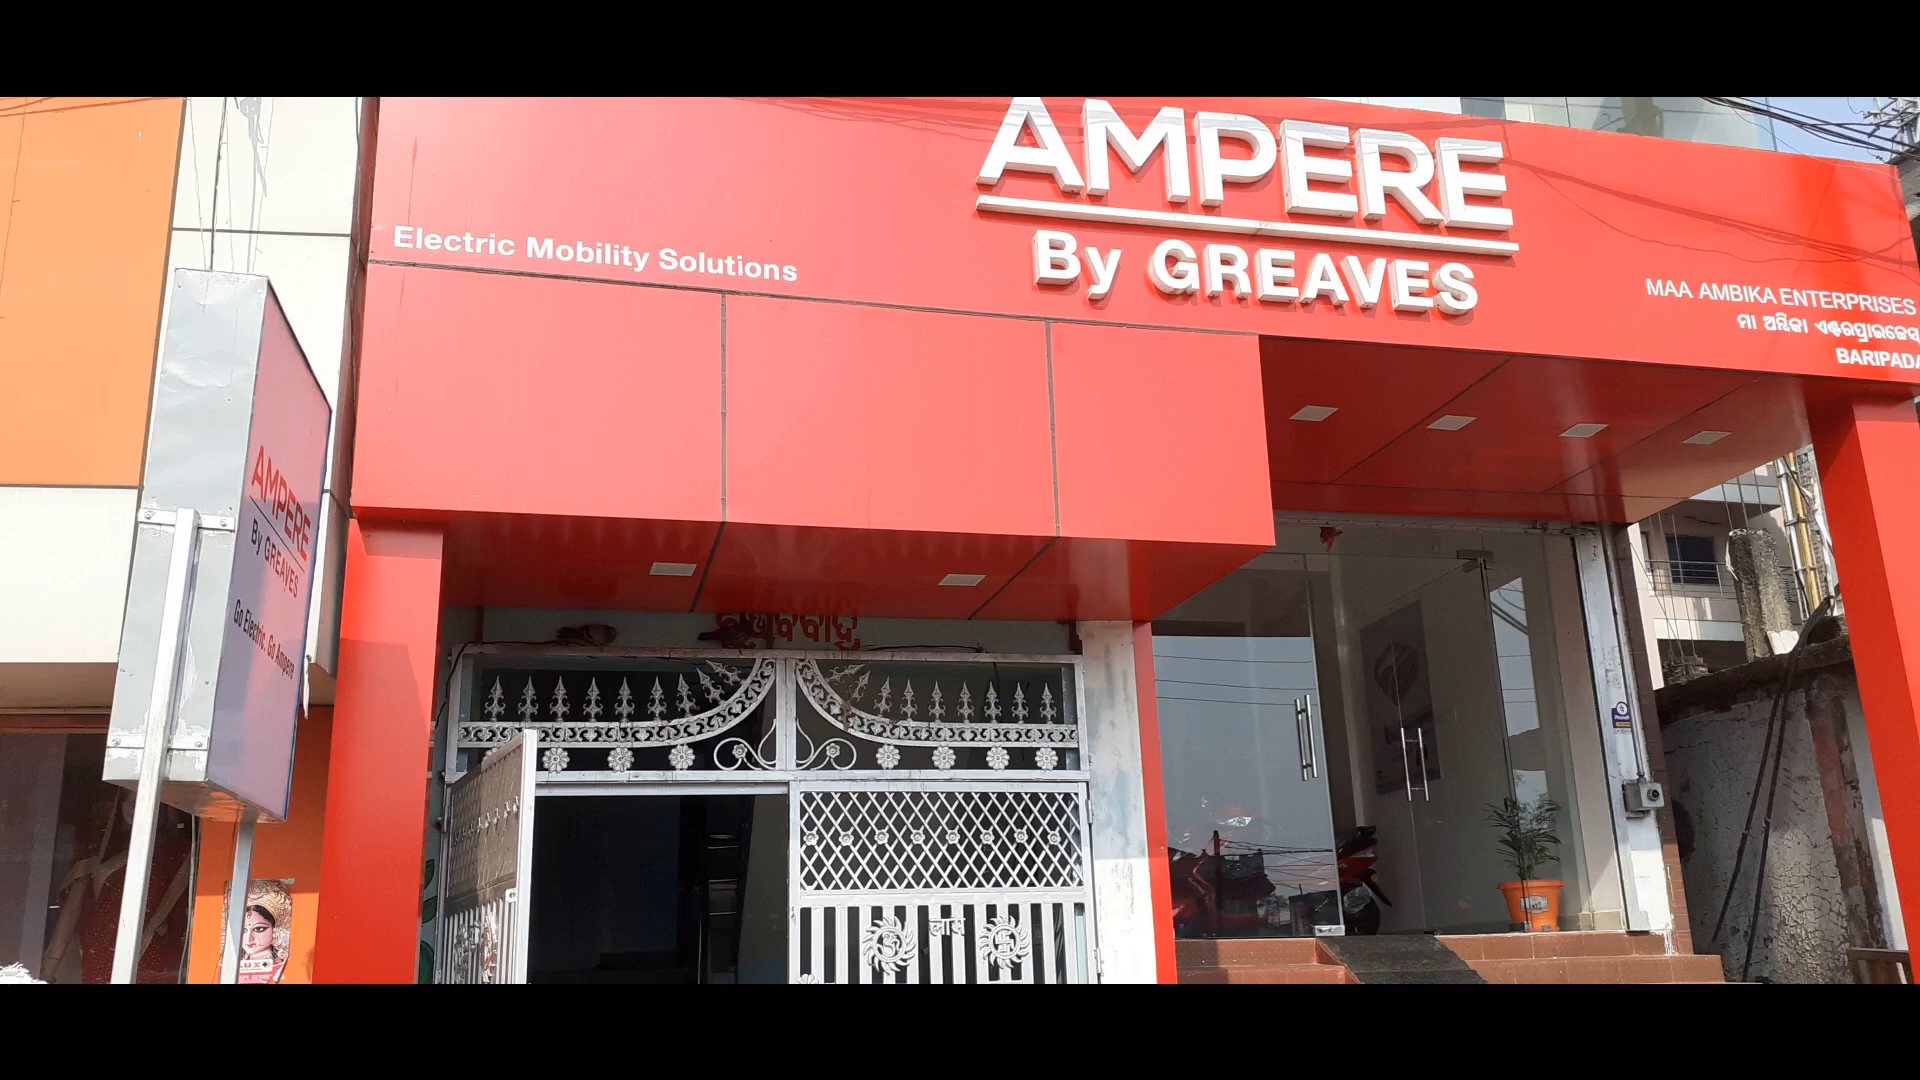 AMPERE
By GREAVES
Electric Mobility Solutions
MAA AMBIKA ENTERPRISES
ମା ଅମ୍ବିକା ଏଣ୍ଟରପ୍ରାଇଜେସ୍
BARIPADA
AMPERE
By GREAVES
Go Electric. Go Ampere
लाभ